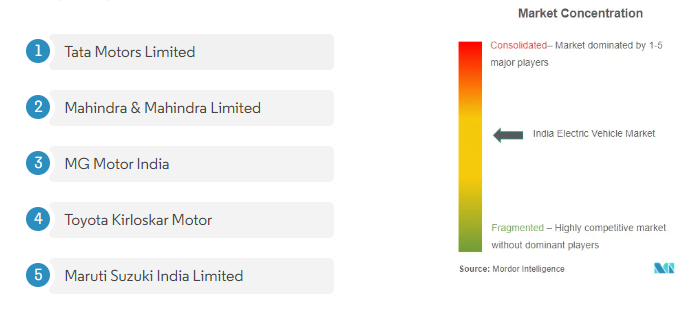 Market Concentration
1 Tata Motors Limited
2 Mahindra & Mahindra Limited
3 MG Motor India
4 Toyota Kirloskar Motor
5 Maruti Suzuki India Limited
Consolidated– Market dominated by 1-5
major players
India Electric Vehicle Market
Fragmented – Highly competitive market
without dominant players
Source: Mordor Intelligence